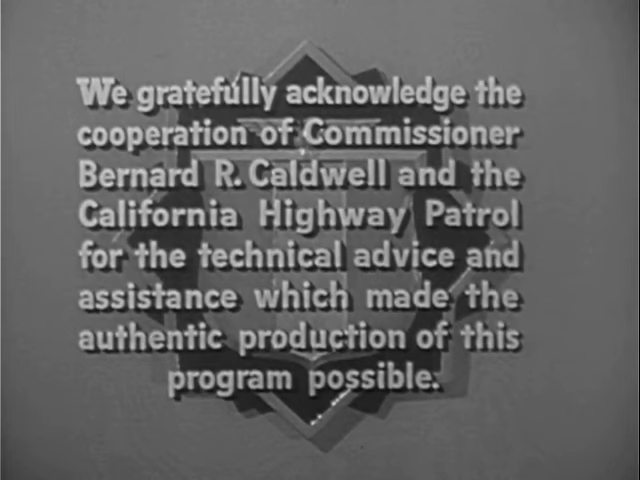 We gratefully acknowledge the
cooperation of Commissioner
Bernard R. Caldwell and the
California Highway Patrol
for the technical advice and
assistance which made the
authentic production of this
program possible.